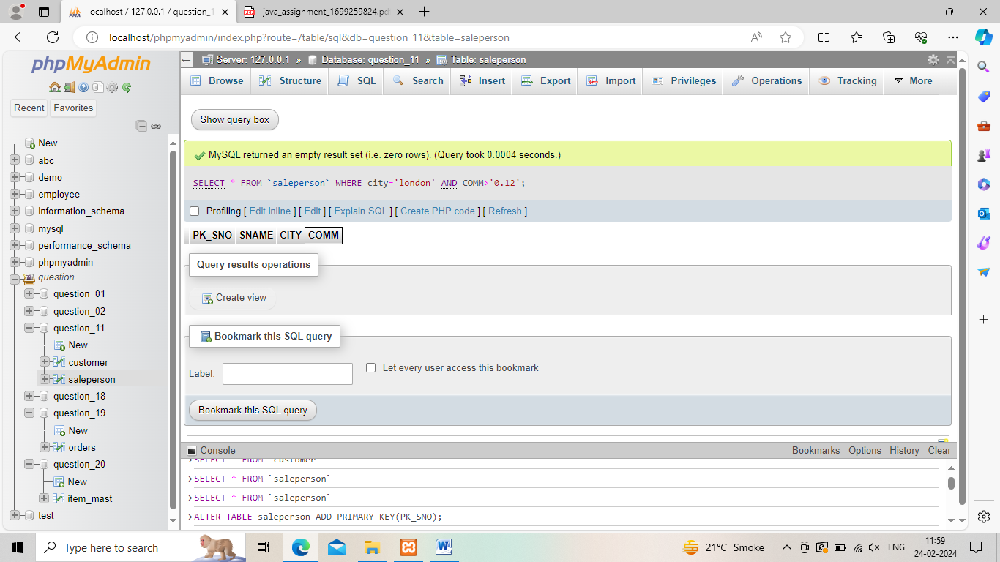 localhost / 127.0.0.1 / question_1
java_assignment_1699259824.pd
localhost/phpmyadmin/index.php?route=/table/sql&db=question_11&table=saleperson
phpMyAdmin
Recent Favorites
New
abc
demo
employee
information_schema
mysql
performance_schema
phpmyadmin
question
question_01
question_02
question_11
New
customer
saleperson
question_18
question_19
New
orders
question_20
New
item_mast
test
Server: 127.0.0.1 » Database: question_11 » Table: saleperson
Browse Structure SQL Search Insert Export Import Privileges Operations Tracking More
Show query box
MySQL returned an empty result set (i.e. zero rows). (Query took 0.0004 seconds.)
SELECT * FROM `saleperson` WHERE city='london' AND COMM>'0.12';
Profiling [ Edit inline ] [ Edit ] [ Explain SQL ] [ Create PHP code ] [ Refresh ]
PK_SNO SNAME CITY COMM
Query results operations
Create view
Bookmark this SQL query
Label:
Let every user access this bookmark
Bookmark this SQL query
Console
Bookmarks Options History Clear
>SELECT * FROM `customer`
>SELECT * FROM `saleperson`
>SELECT * FROM `saleperson`
>ALTER TABLE saleperson ADD PRIMARY KEY(PK_SNO);
Type here to search
21°C Smoke
ENG
11:59
24-02-2024